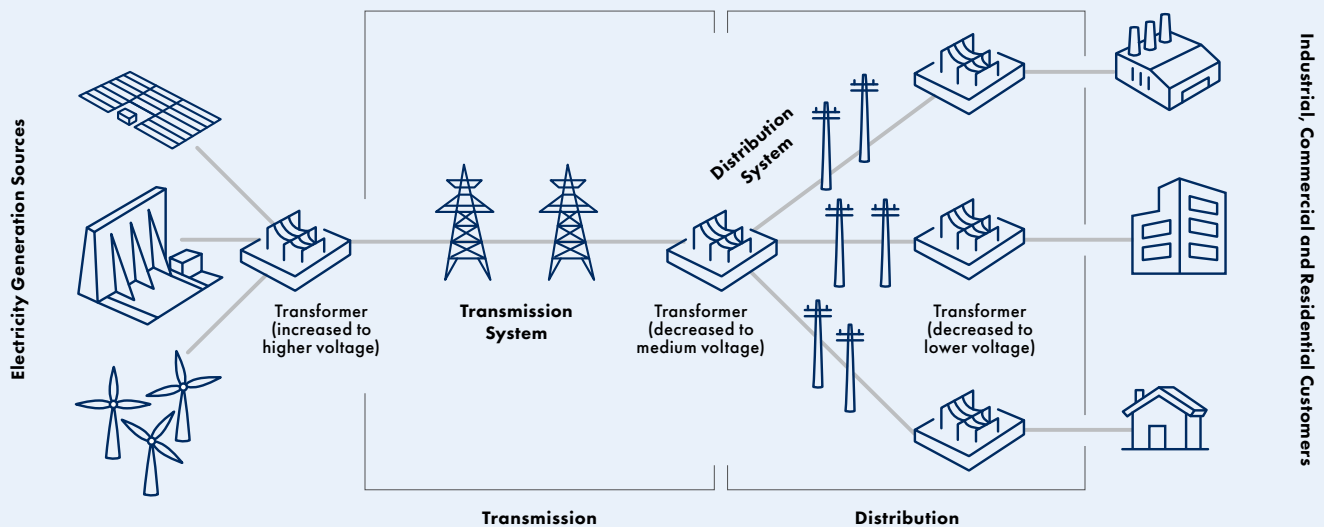 Electricity Generation Sources
Transformer
(increased to
higher voltage)
Transmission
System
Transformer
(decreased to
medium voltage)
Distribution
System
Transformer
(decreased to
lower voltage)
Industrial, Commercial and Residential Customers
Transmission
Distribution